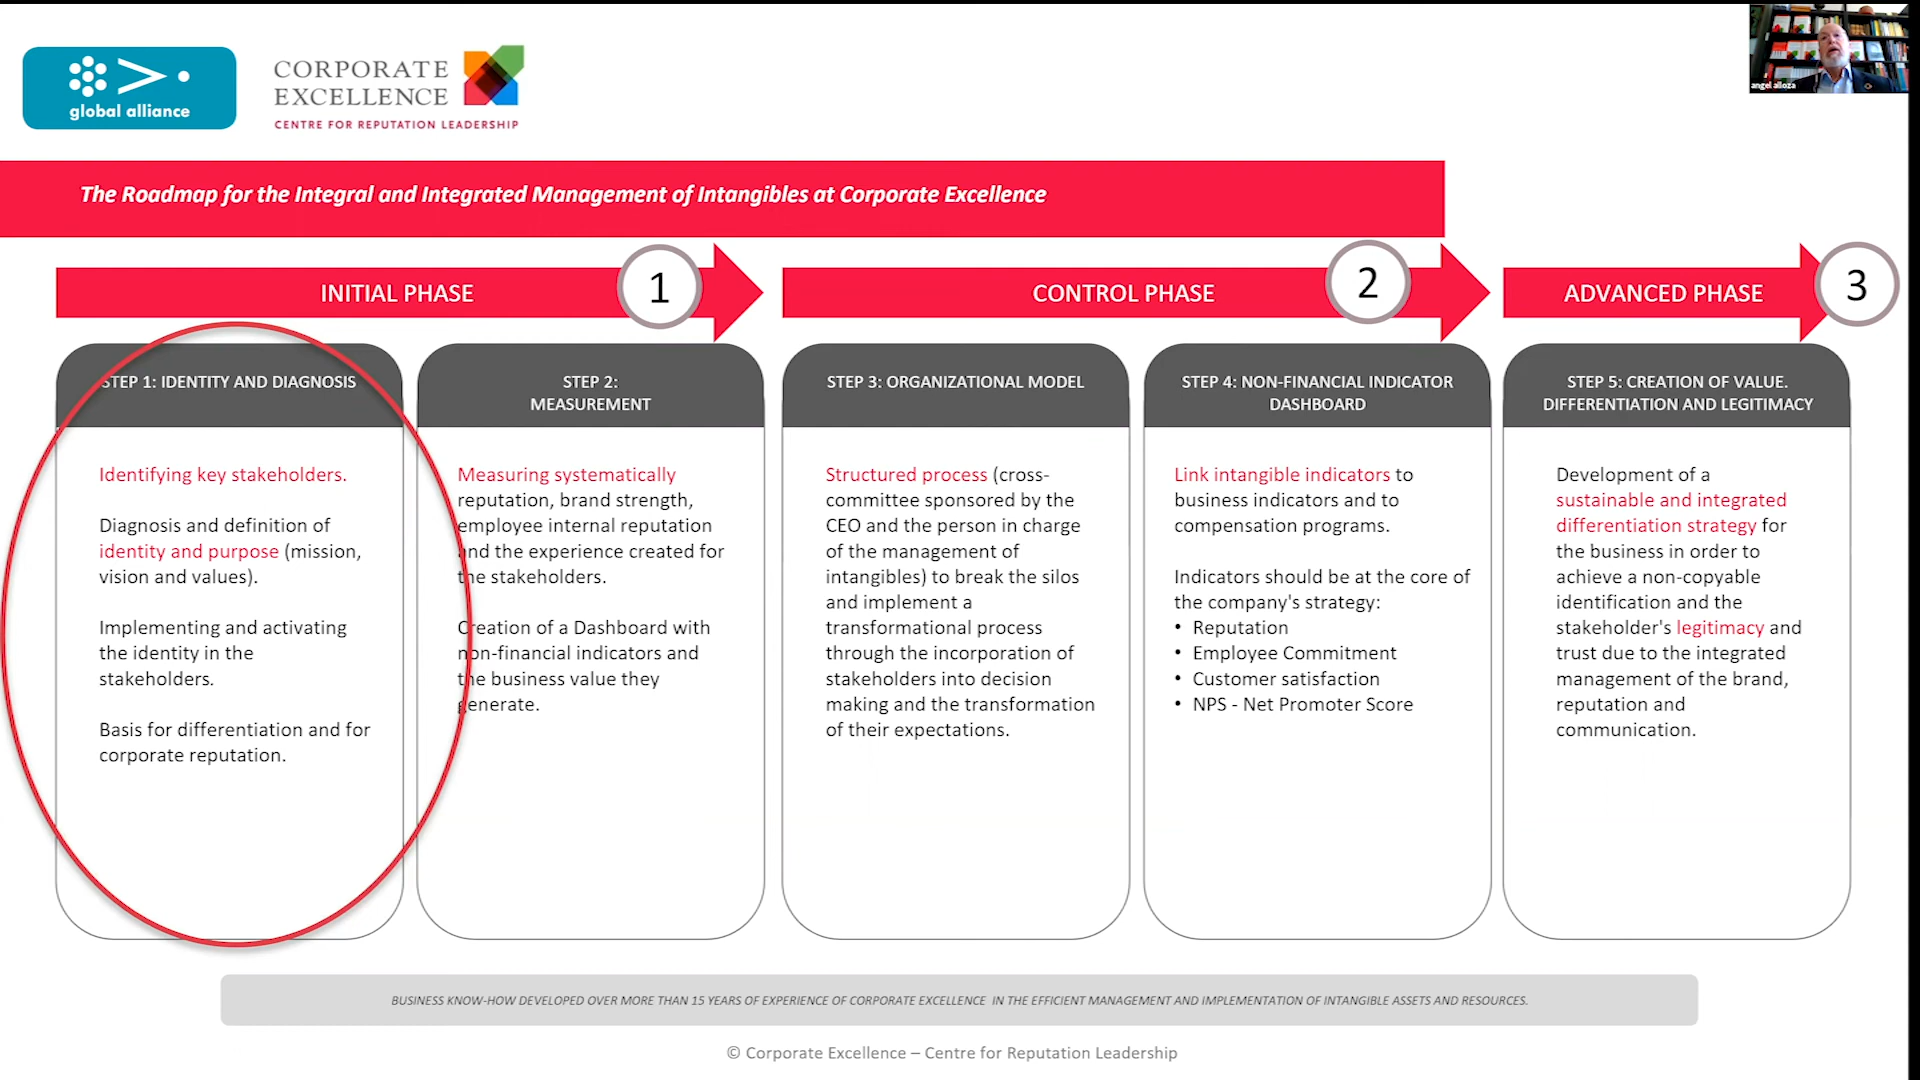 global alliance
CORPORATE
EXCELLENCE
CENTRE FOR REPUTATION LEADERSHIP
angel alloza
The Roadmap for the Integral and Integrated Management of Intangibles at Corporate Excellence
INITIAL PHASE
1
CONTROL PHASE
2
ADVANCED PHASE
3
STEP 1: IDENTITY AND DIAGNOSIS
Identifying key stakeholders.
Diagnosis and definition of
identity and purpose (mission,
vision and values).
Implementing and activating
the identity in the
stakeholders.
Basis for differentiation and for
corporate reputation.
STEP 2:
MEASUREMENT
Measuring systematically
reputation, brand strength,
employee internal reputation
and the experience created for
the stakeholders.
Creation of a Dashboard with
non-financial indicators and
the business value they
generate.
STEP 3: ORGANIZATIONAL MODEL
Structured process (cross-
committee sponsored by the
CEO and the person in charge
of the management of
intangibles) to break the silos
and implement a
transformational process
through the incorporation of
stakeholders into decision
making and the transformation
of their expectations.
STEP 4: NON-FINANCIAL INDICATOR
DASHBOARD
Link intangible indicators to
business indicators and to
compensation programs.
Indicators should be at the core of
the company's strategy:
• Reputation
• Employee Commitment
• Customer satisfaction
• NPS - Net Promoter Score
STEP 5: CREATION OF VALUE.
DIFFERENTIATION AND LEGITIMACY
Development of a
sustainable and integrated
differentiation strategy for
the business in order to
achieve a non-copyable
identification and the
stakeholder's legitimacy and
trust due to the integrated
management of the brand,
reputation and
communication.
BUSINESS KNOW-HOW DEVELOPED OVER MORE THAN 15 YEARS OF EXPERIENCE OF CORPORATE EXCELLENCE IN THE EFFICIENT MANAGEMENT AND IMPLEMENTATION OF INTANGIBLE ASSETS AND RESOURCES.
© Corporate Excellence – Centre for Reputation Leadership